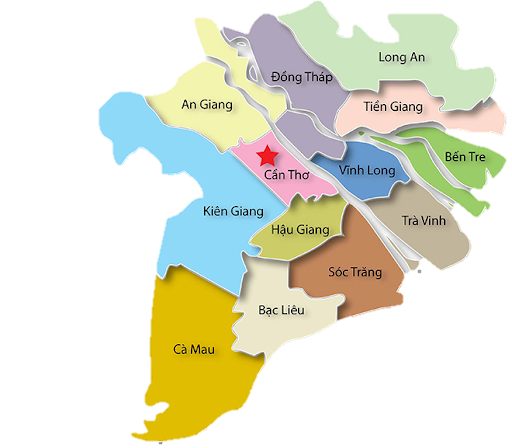 Long An
Đồng Tháp
An Giang
Tiền Giang
Bến Tre
Vĩnh Long
Cần Thơ
Kiên Giang
Trà Vinh
Hậu Giang
Sóc Trăng
Bạc Liêu
Cà Mau